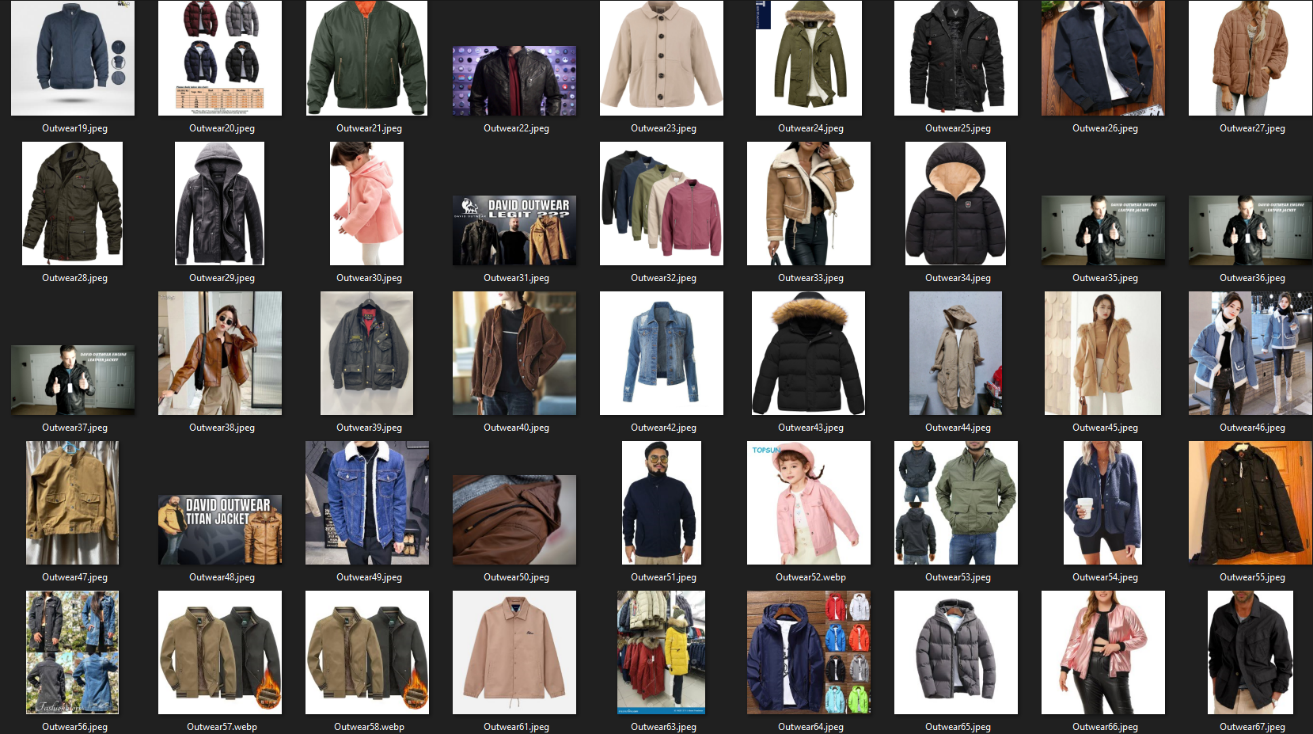 Outwear19.jpeg
Outwear20.jpeg
Outwear21.jpeg
Outwear22.jpeg
Outwear23.jpeg
Outwear24.jpeg
Outwear25.jpeg
Outwear26.jpeg
Outwear27.jpeg
DAVID OUTWEAR
LEGIT ???
Outwear28.jpeg
Outwear29.jpeg
Outwear30.jpeg
Outwear31.jpeg
Outwear32.jpeg
Outwear33.jpeg
Outwear34.jpeg
Outwear35.jpeg
Outwear36.jpeg
Outwear37.jpeg
Outwear38.jpeg
Outwear39.jpeg
Outwear40.jpeg
Outwear42.jpeg
Outwear43.jpeg
Outwear44.jpeg
Outwear45.jpeg
Outwear46.jpeg
DAVID OUTWEAR
TITAN JACKET
TOPSUN
Outwear47.jpeg
Outwear48.jpeg
Outwear49.jpeg
Outwear50.jpeg
Outwear51.jpeg
Outwear52.webp
Outwear53.jpeg
Outwear54.jpeg
Outwear55.jpeg
Outwear56.jpeg
Outwear57.webp
Outwear58.webp
Outwear61.jpeg
Outwear63.jpeg
Outwear64.jpeg
Outwear65.jpeg
Outwear66.jpeg
Outwear67.jpeg